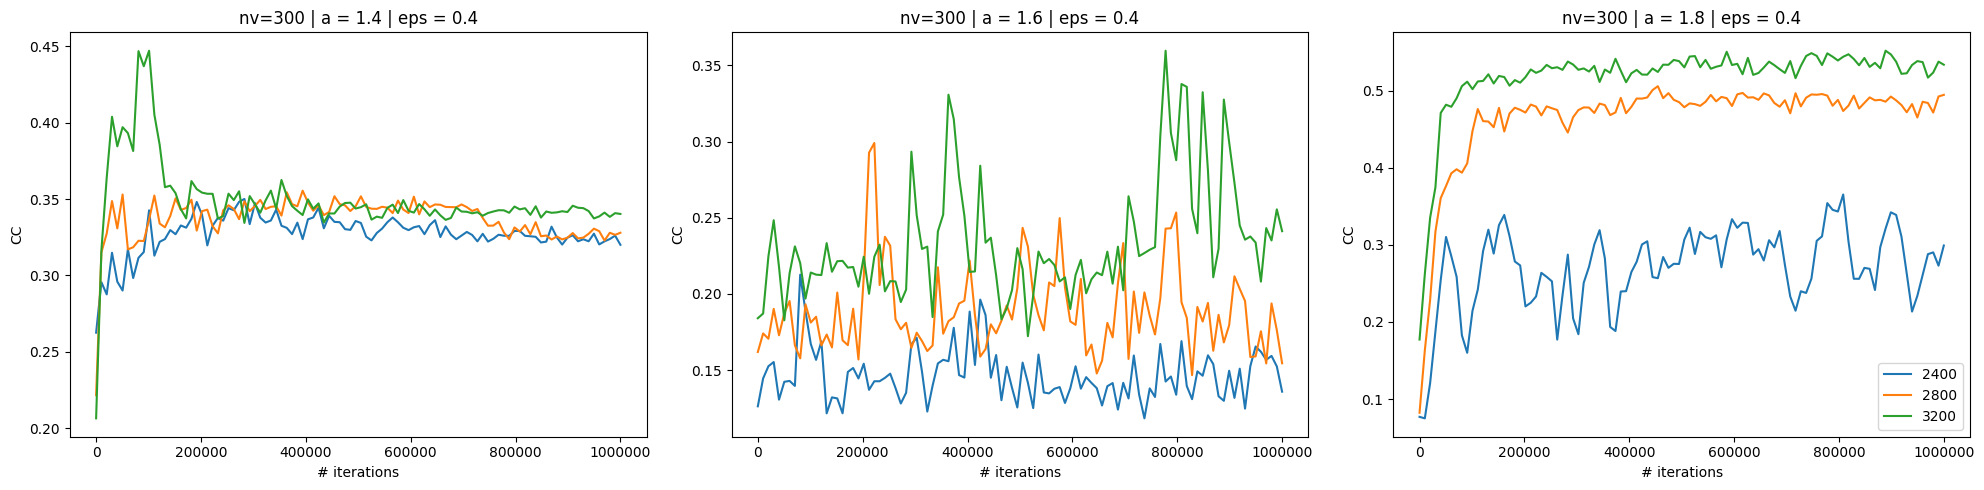 nv=300 | a = 1.4 | eps = 0.4
0.45
0.40
0.35
0.30
0.25
0.20
CC
0 200000 400000 600000 800000 1000000
# iterations
nv=300 | a = 1.6 | eps = 0.4
0.35
0.30
0.25
0.20
0.15
CC
0 200000 400000 600000 800000 1000000
# iterations
nv=300 | a = 1.8 | eps = 0.4
0.5
0.4
0.3
0.2
0.1
CC
2400
2800
3200
0 200000 400000 600000 800000 1000000
# iterations